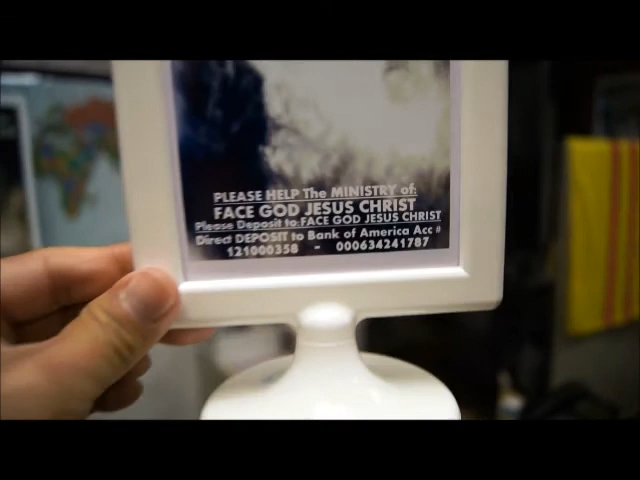 PLEASE HELP The MINISTRY of:
FACE GOD JESUS CHRIST
Please Deposit to: FACE GOD JESUS CHRIST
Direct DEPOSIT to Bank of America Acc #
121000358 - 000634241787